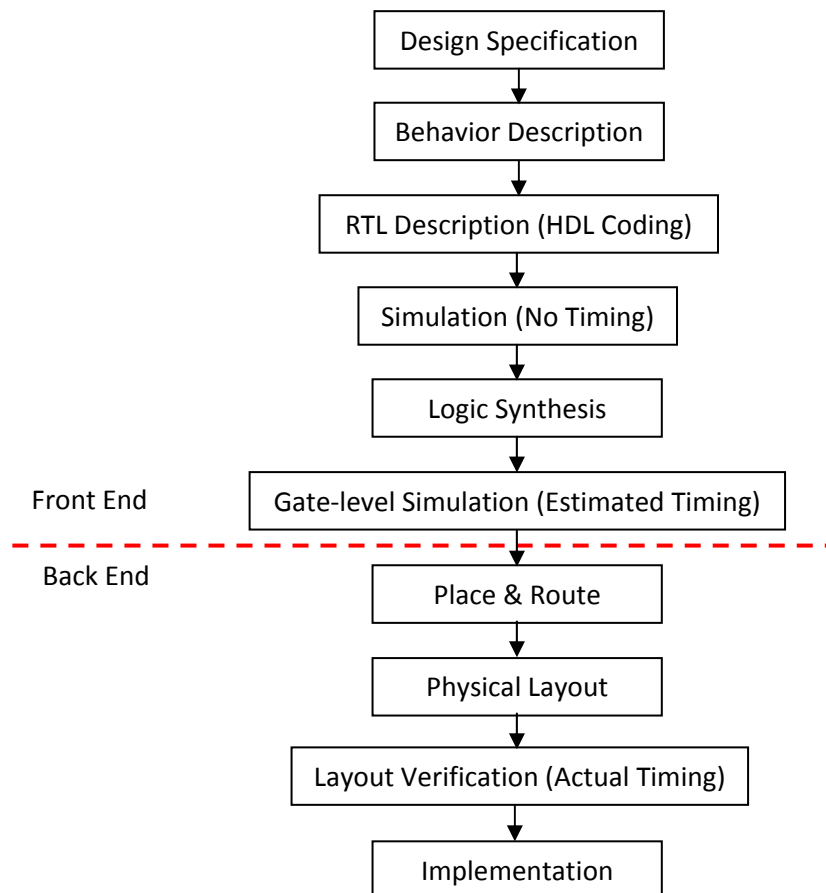 Design Specification
Behavior Description
RTL Description (HDL Coding)
Simulation (No Timing)
Logic Synthesis
Front End
Gate-level Simulation (Estimated Timing)
Back End
Place & Route
Physical Layout
Layout Verification (Actual Timing)
Implementation